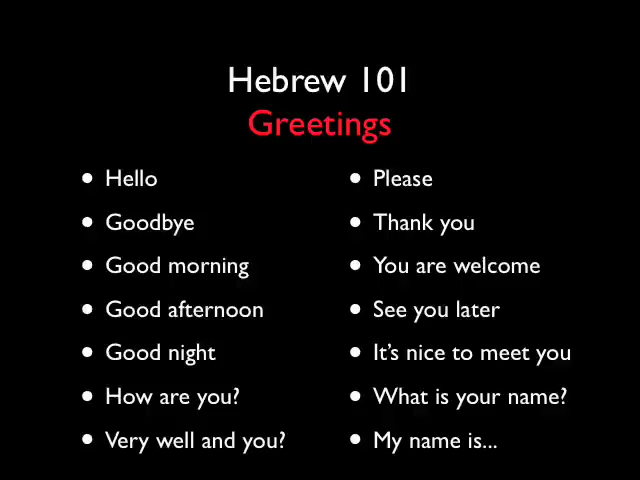 Hebrew 101
Greetings
• Hello
• Goodbye
• Good morning
• Good afternoon
• Good night
• How are you?
• Very well and you?
• Please
• Thank you
• You are welcome
• See you later
• It’s nice to meet you
• What is your name?
• My name is...